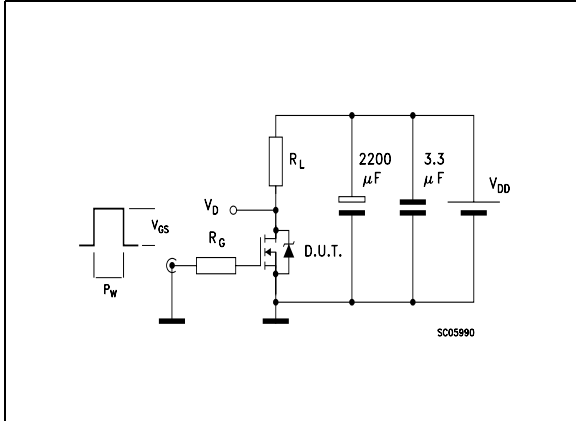 2200
μF
3.3
μF
R_L
V_DD
V_D
V_GS
R_G
D.U.T.
P_W
SC05990